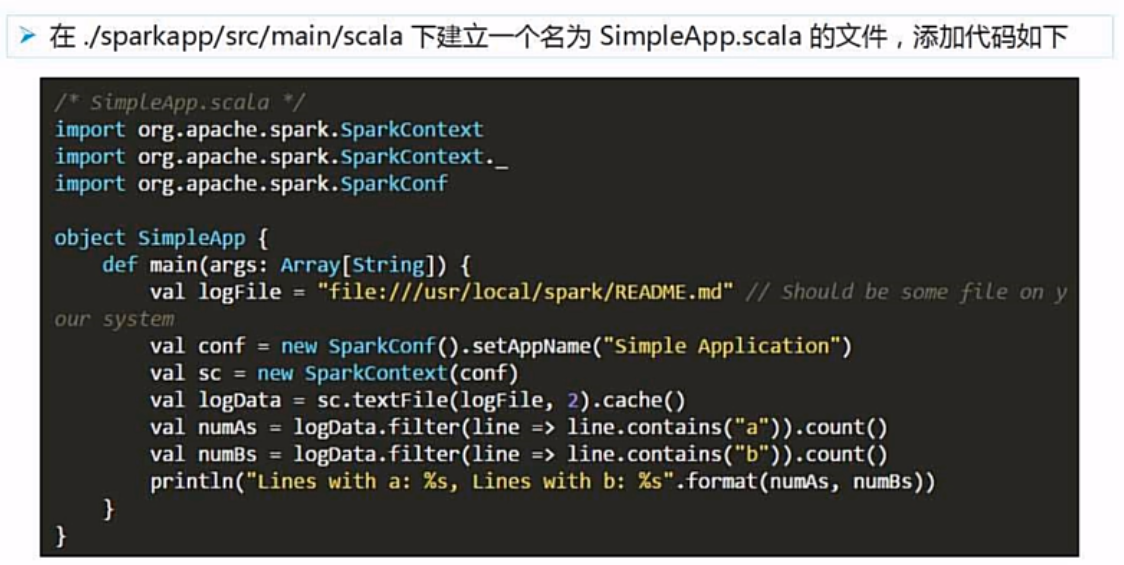 ➢ 在 ./sparkapp/src/main/scala 下建立一个名为 SimpleApp.scala 的文件，添加代码如下
/* SimpleApp.scala */
import org.apache.spark.SparkContext
import org.apache.spark.SparkContext._
import org.apache.spark.SparkConf

object SimpleApp {
    def main(args: Array[String]) {
        val logFile = "file:///usr/local/spark/README.md" // Should be some file on y
our system
        val conf = new SparkConf().setAppName("Simple Application")
        val sc = new SparkContext(conf)
        val logData = sc.textFile(logFile, 2).cache()
        val numAs = logData.filter(line => line.contains("a")).count()
        val numBs = logData.filter(line => line.contains("b")).count()
        println("Lines with a: %s, Lines with b: %s".format(numAs, numBs))
    }
}